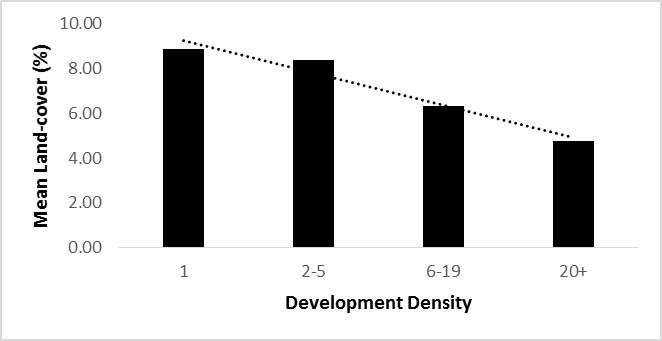 Mean Land-cover (%)
10.00
8.00
6.00
4.00
2.00
0.00
1 2-5 6-19 20+
Development Density